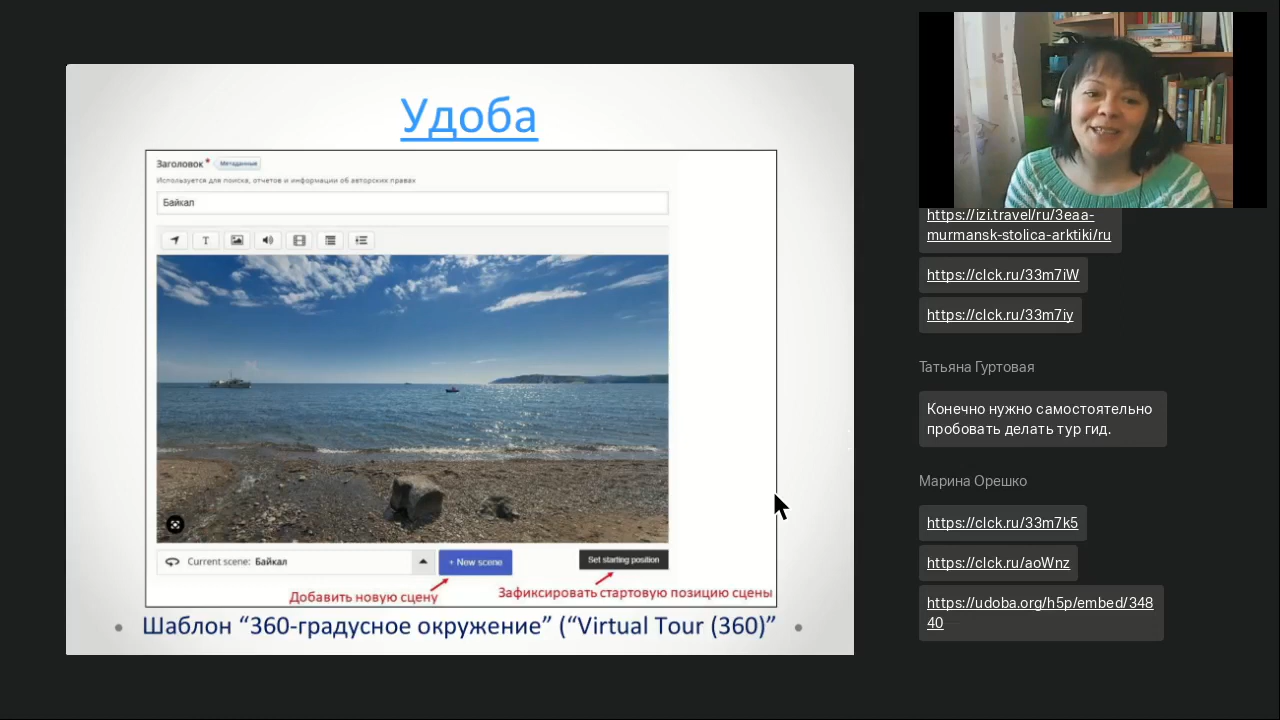 Удоба
Заголовок * Метаданные
Используется для поиска, отчетов и информации об авторских правах
Байкал
T
Current scene: Байкал
+ New scene
Set starting position
Добавить новую сцену
Зафиксировать стартовую позицию сцены
• Шаблон “360-градусное окружение” (“Virtual Tour (360)” •
https://izi.travel/ru/3eaa-
murmansk-stolica-arktiki/ru
https://clck.ru/33m7iW
https://clck.ru/33m7iy
Татьяна Гуртовая
Конечно нужно самостоятельно
пробовать делать тур гид.
Марина Орешко
https://clck.ru/33m7k5
https://clck.ru/aoWnz
https://udoba.org/h5p/embed/348
40